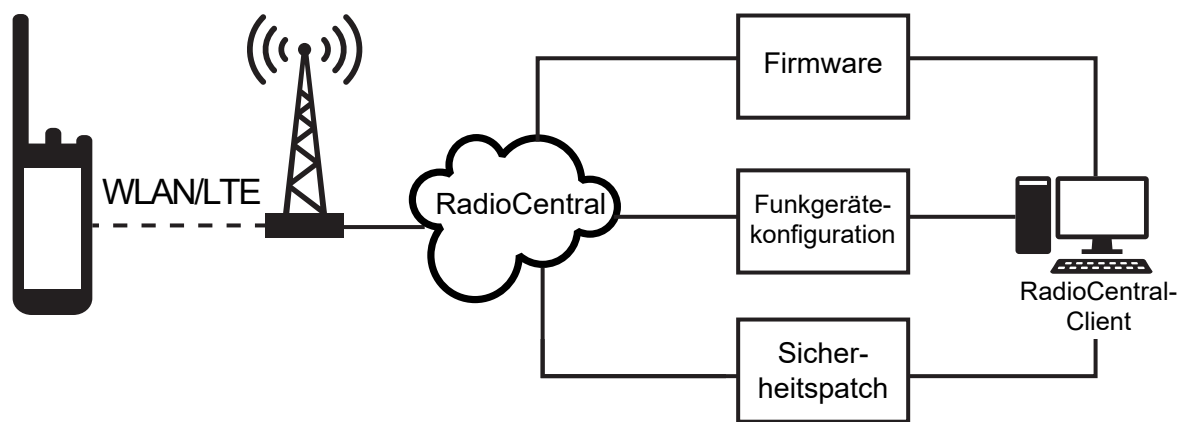 Firmware
WLAN/LTE
RadioCentral
Funkgeräte-
konfiguration
RadioCentral-
Client
Sicher-
heitspatch